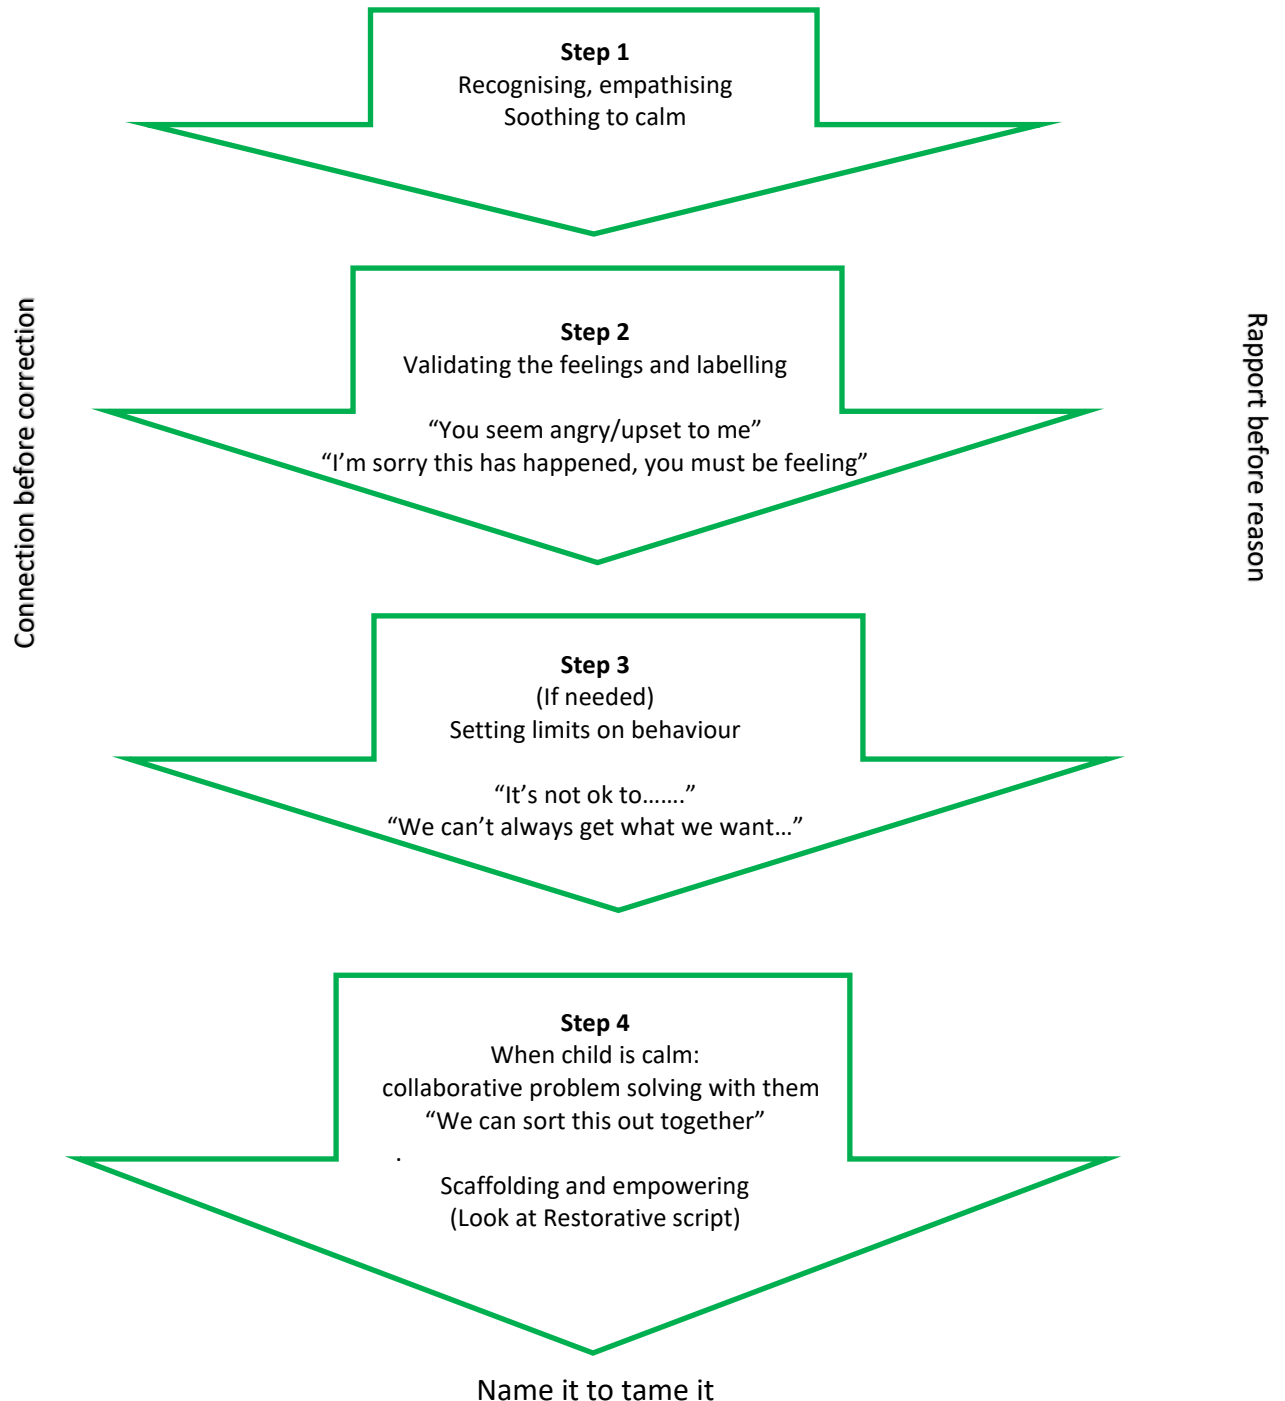 Step 1
Recognising, empathising
Soothing to calm
Connection before correction
Rapport before reason
Step 2
Validating the feelings and labelling
“You seem angry/upset to me”
“I’m sorry this has happened, you must be feeling”
Step 3
(If needed)
Setting limits on behaviour
“It’s not ok to…….”
“We can’t always get what we want…”
Step 4
When child is calm:
collaborative problem solving with them
“We can sort this out together”
.
Scaffolding and empowering
(Look at Restorative script)
Name it to tame it